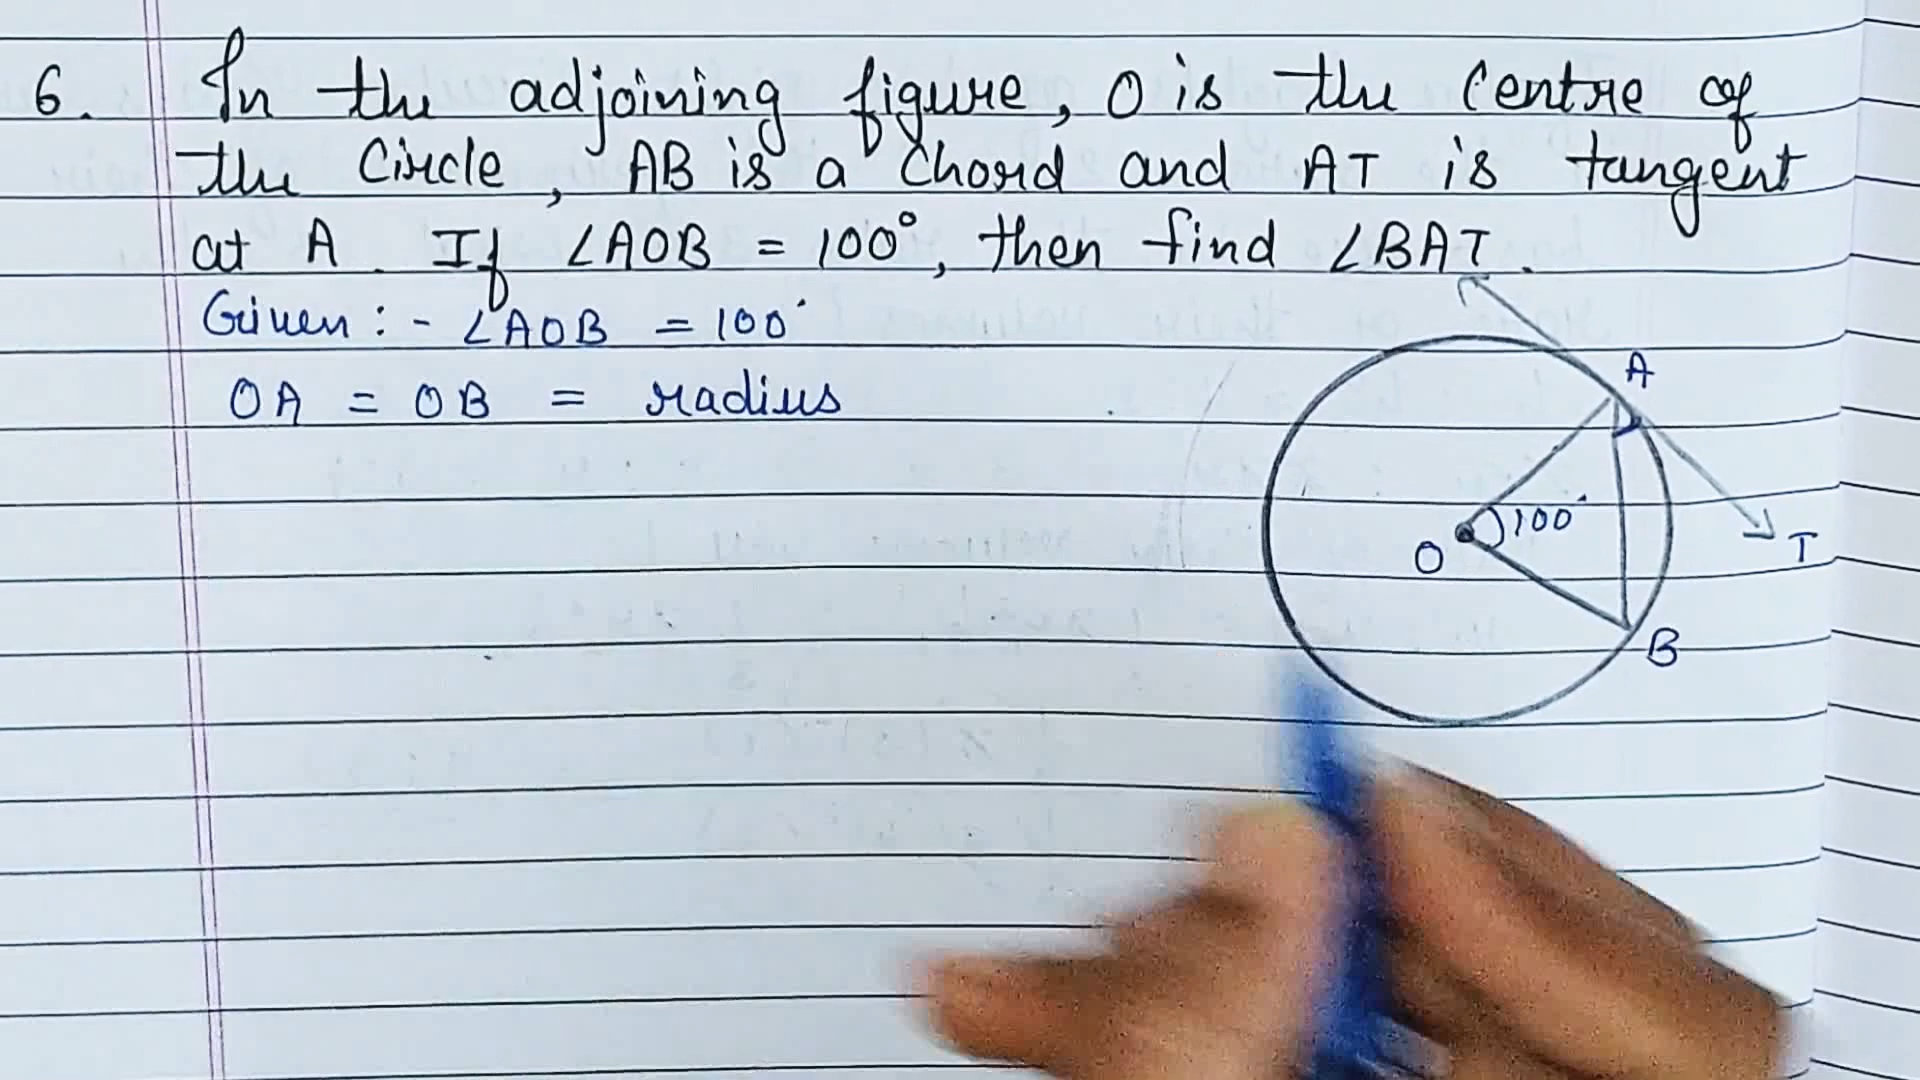 6. In the adjoining figure, O is the Centre of
the Circle, AB is a Chord and AT is tangent
at A. If ∠AOB = 100°, then find ∠BAT.
Given :- ∠AOB = 100°
OA = OB = radius
A
100°
O
T
B